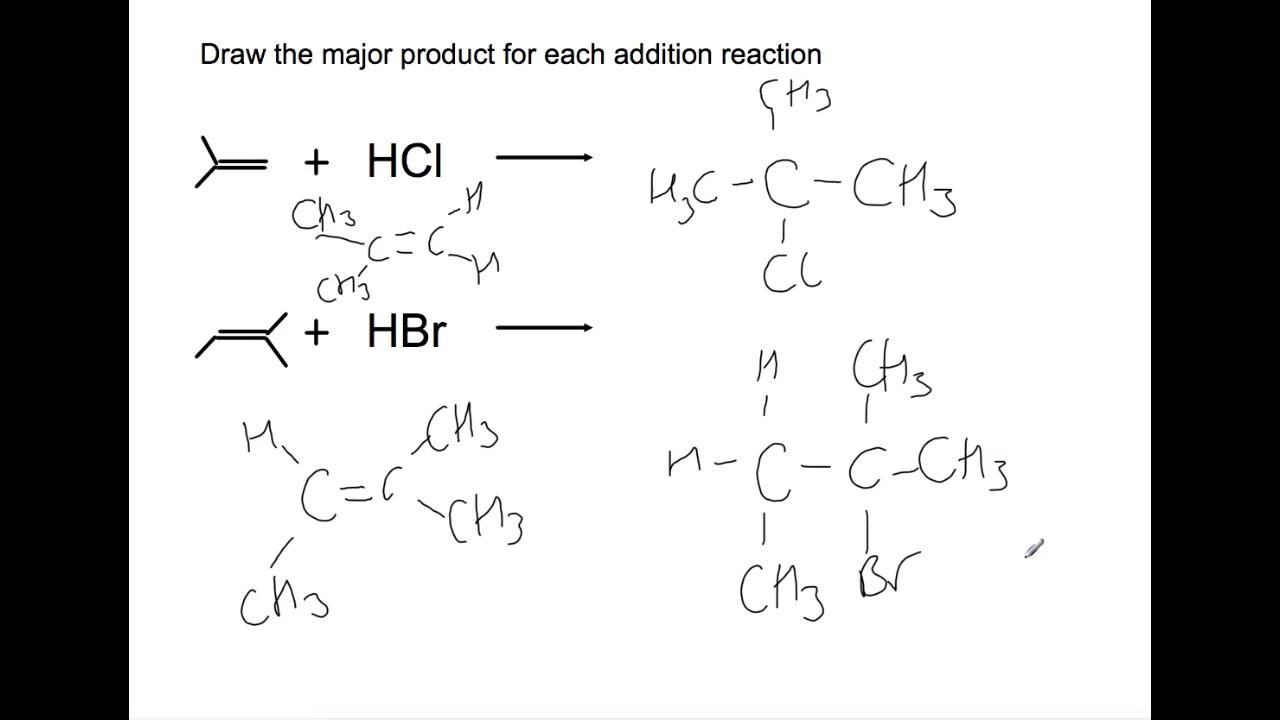 Draw the major product for each addition reaction
CH3
+ HCl
H3C-C-CH3
Cl
H
CH3
C=C
CH3
H
+ HBr
H
CH3
H-C-C-CH3
CH3
Br
H
CH3
C=C
CH3
CH3